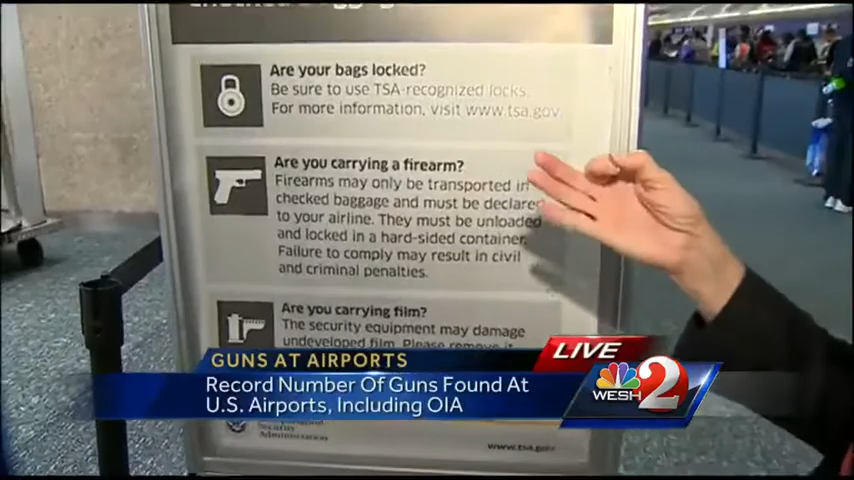 Are your bags locked?
Be sure to use TSA-recognized locks.
For more information, visit www.tsa.gov
Are you carrying a firearm?
Firearms may only be transported in
checked baggage and must be declared
to your airline. They must be unloaded
and locked in a hard-sided container.
Failure to comply may result in civil
and criminal penalties.
Are you carrying film?
The security equipment may damage
undeveloped film. Please remove it
GUNS AT AIRPORTS
LIVE
Record Number Of Guns Found At
U.S. Airports, Including OIA
WESH 2
Security
Administration
www.tsa.gov